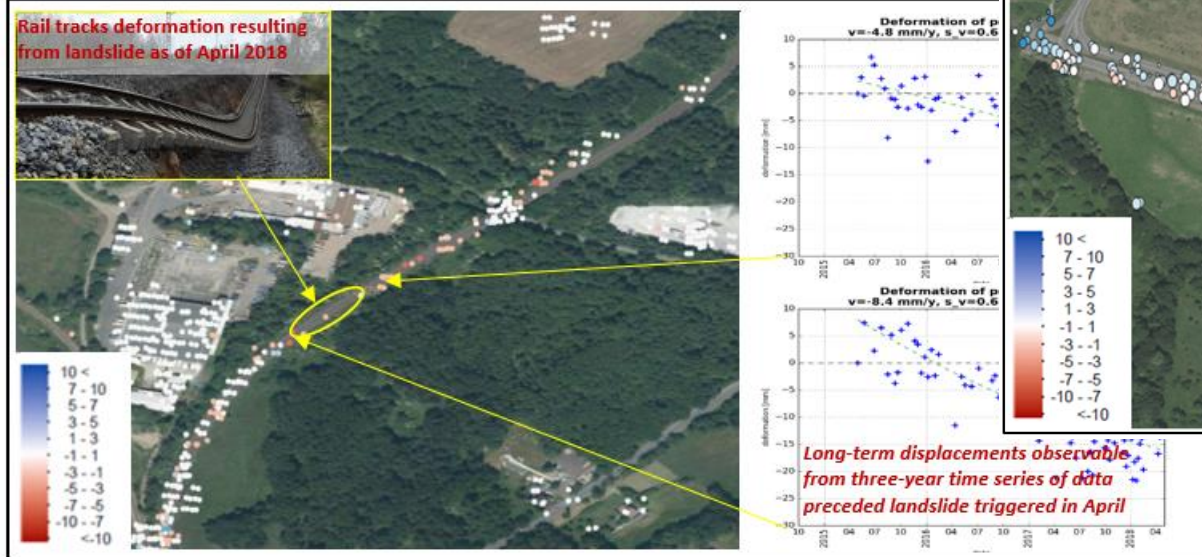 Rail tracks deformation resulting
from landslide as of April 2018
10 <
7 - 10
5 - 7
3 - 5
1 - 3
-1 - 1
-3 - -1
-5 - -3
-7 - -5
-10 - -7
<-10
Deformation of p
v=-4.8 mm/y, s_v=0.6
deformation [mm]
10
5
0
−5
−10
−15
−20
−25
−30
10 2015 04 07 10 2016 04 07
Deformation of p
v=-8.4 mm/y, s_v=0.6
deformation [mm]
10
5
0
−5
−10
−15
−20
−25
−30
10 2015 04 07 10 2016 04 07 10 2017 04 07 10 2018 04
Long-term displacements observable
from three-year time series of data
preceded landslide triggered in April
10 <
7 - 10
5 - 7
3 - 5
1 - 3
-1 - 1
-3 - -1
-5 - -3
-7 - -5
-10 - -7
<-10